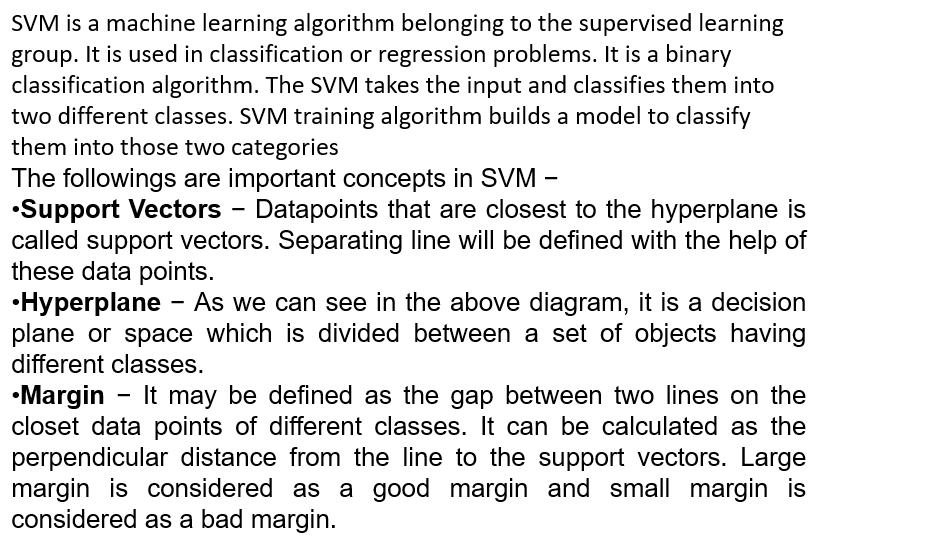 SVM is a machine learning algorithm belonging to the supervised learning
group. It is used in classification or regression problems. It is a binary
classification algorithm. The SVM takes the input and classifies them into
two different classes. SVM training algorithm builds a model to classify
them into those two categories
The followings are important concepts in SVM −
•Support Vectors − Datapoints that are closest to the hyperplane is
called support vectors. Separating line will be defined with the help of
these data points.
•Hyperplane − As we can see in the above diagram, it is a decision
plane or space which is divided between a set of objects having
different classes.
•Margin − It may be defined as the gap between two lines on the
closet data points of different classes. It can be calculated as the
perpendicular distance from the line to the support vectors. Large
margin is considered as a good margin and small margin is
considered as a bad margin.